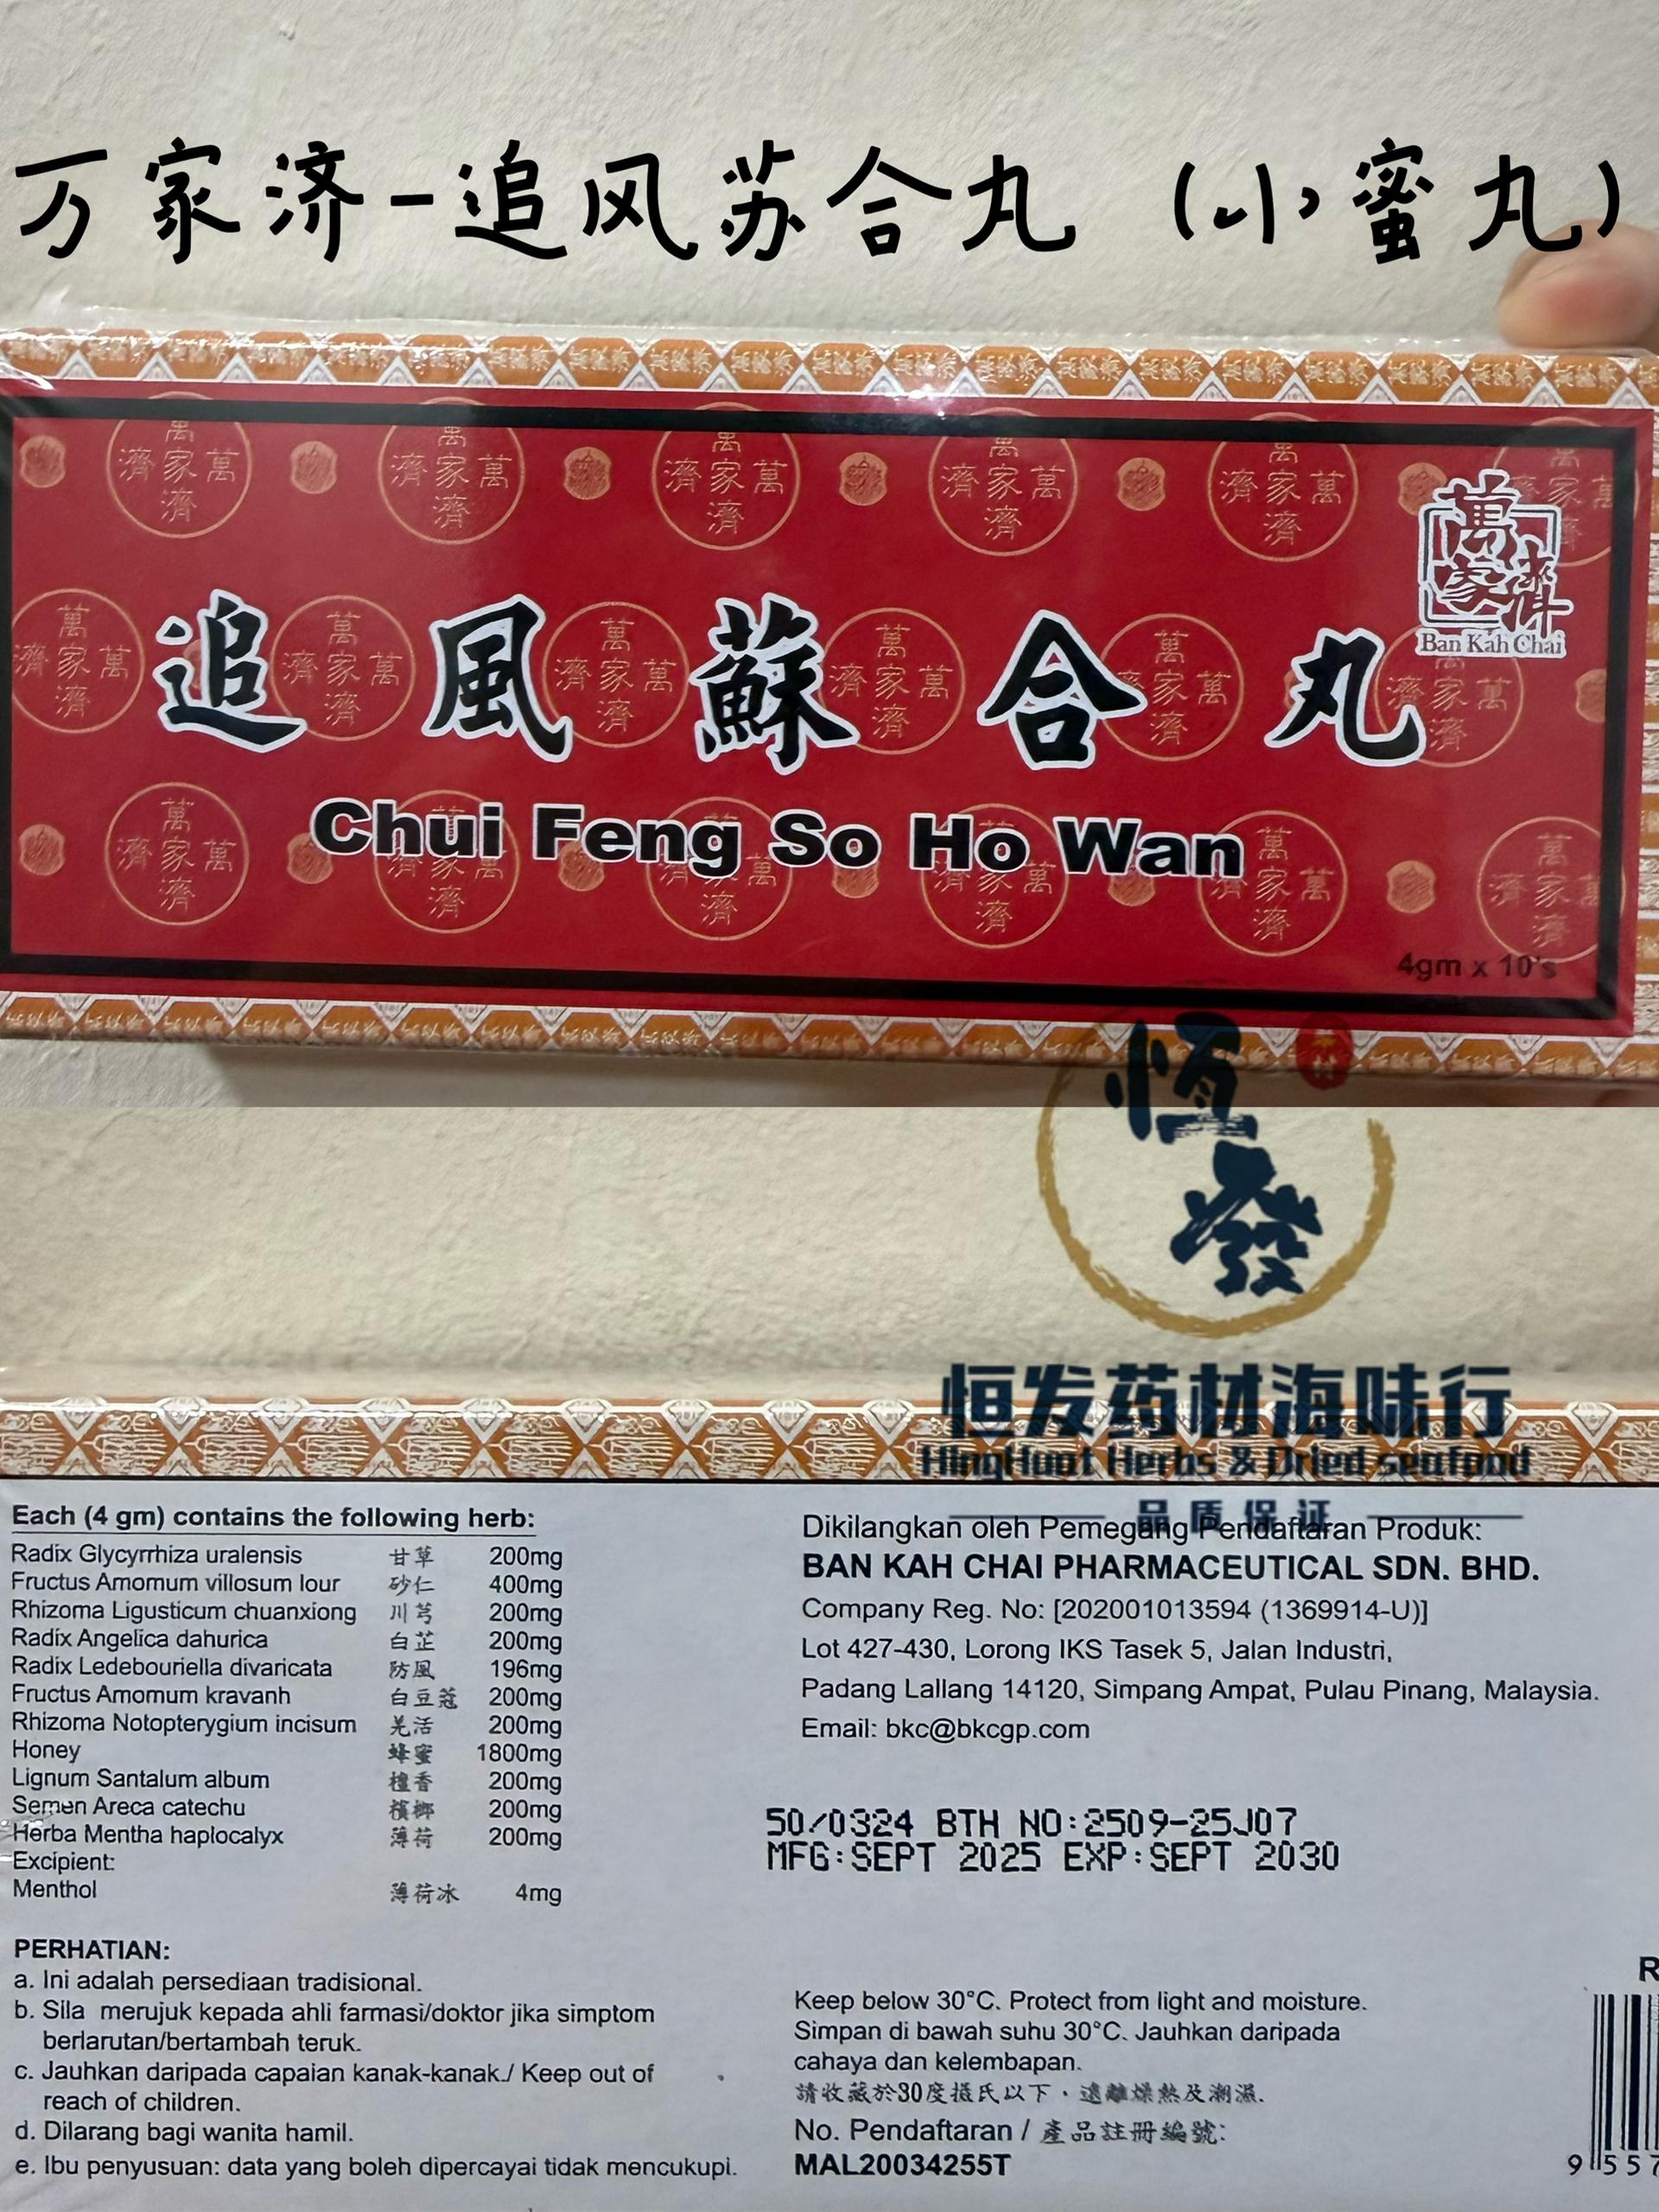 万家济-追风苏合丸（小蜜丸）
萬家濟
Ban Kah Chai
追風蘇合丸
Chui Feng So Ho Wan
4gm x 10's
恒發
恒发药材海味行
HingHuot Herbs & Dried seafood
品质保证
Each (4 gm) contains the following herb:
Radix Glycyrrhiza uralensis 甘草 200mg
Fructus Amomum villosum lour 砂仁 400mg
Rhizoma Ligusticum chuanxiong 川芎 200mg
Radix Angelica dahurica 白芷 200mg
Radix Ledebouriella divaricata 防風 196mg
Fructus Amomum kravanh 白豆蔻 200mg
Rhizoma Notopterygium incisum 羌活 200mg
Honey 蜂蜜 1800mg
Lignum Santalum album 檀香 200mg
Semen Areca catechu 檳榔 200mg
Herba Mentha haplocalyx 薄荷 200mg
Excipient:
Menthol 薄荷冰 4mg
PERHATIAN:
a. Ini adalah persediaan tradisional.
b. Sila merujuk kepada ahli farmasi/doktor jika simptom
berlarutan/bertambah teruk.
c. Jauhkan daripada capaian kanak-kanak./ Keep out of
reach of children.
d. Dilarang bagi wanita hamil.
e. Ibu penyusuan: data yang boleh dipercayai tidak mencukupi.
Dikilangkan oleh Pemegang Pendaftaran Produk:
BAN KAH CHAI PHARMACEUTICAL SDN. BHD.
Company Reg. No: [202001013594 (1369914-U)]
Lot 427-430, Lorong IKS Tasek 5, Jalan Industri,
Padang Lallang 14120, Simpang Ampat, Pulau Pinang, Malaysia.
Email: bkc@bkcgp.com
50/0324 BTH NO:2509-25J07
MFG:SEPT 2025 EXP:SEPT 2030
Keep below 30°C. Protect from light and moisture.
Simpan di bawah suhu 30°C. Jauhkan daripada
cahaya dan kelembapan.
請收藏於30度攝氏以下，遠離燥熱及潮濕.
No. Pendaftaran / 產品註冊編號:
MAL20034255T
R
9 557